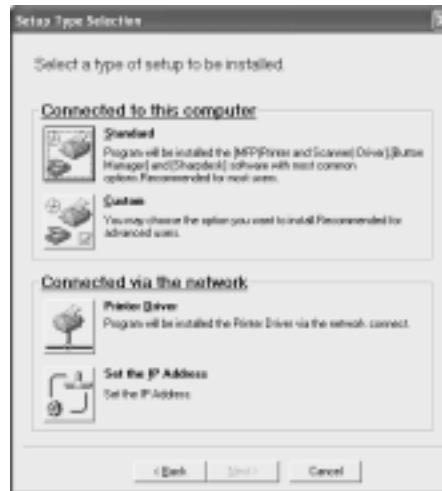 Setup Type Selection
Select a type of setup to be installed.
Connected to this computer
Standard
Program will be installed the [MFP(Printer and Scanner) Driver],[Button
Manager] and [Sharpdesk] software with most common
options. Recommended for most users.
Custom
You may choose the option you want to install. Recommended for
advanced users.
Connected via the network
Printer Driver
Program will be installed the Printer Driver via the network connect.
Set the IP Address
Set the IP Address.
< Back
Next >
Cancel